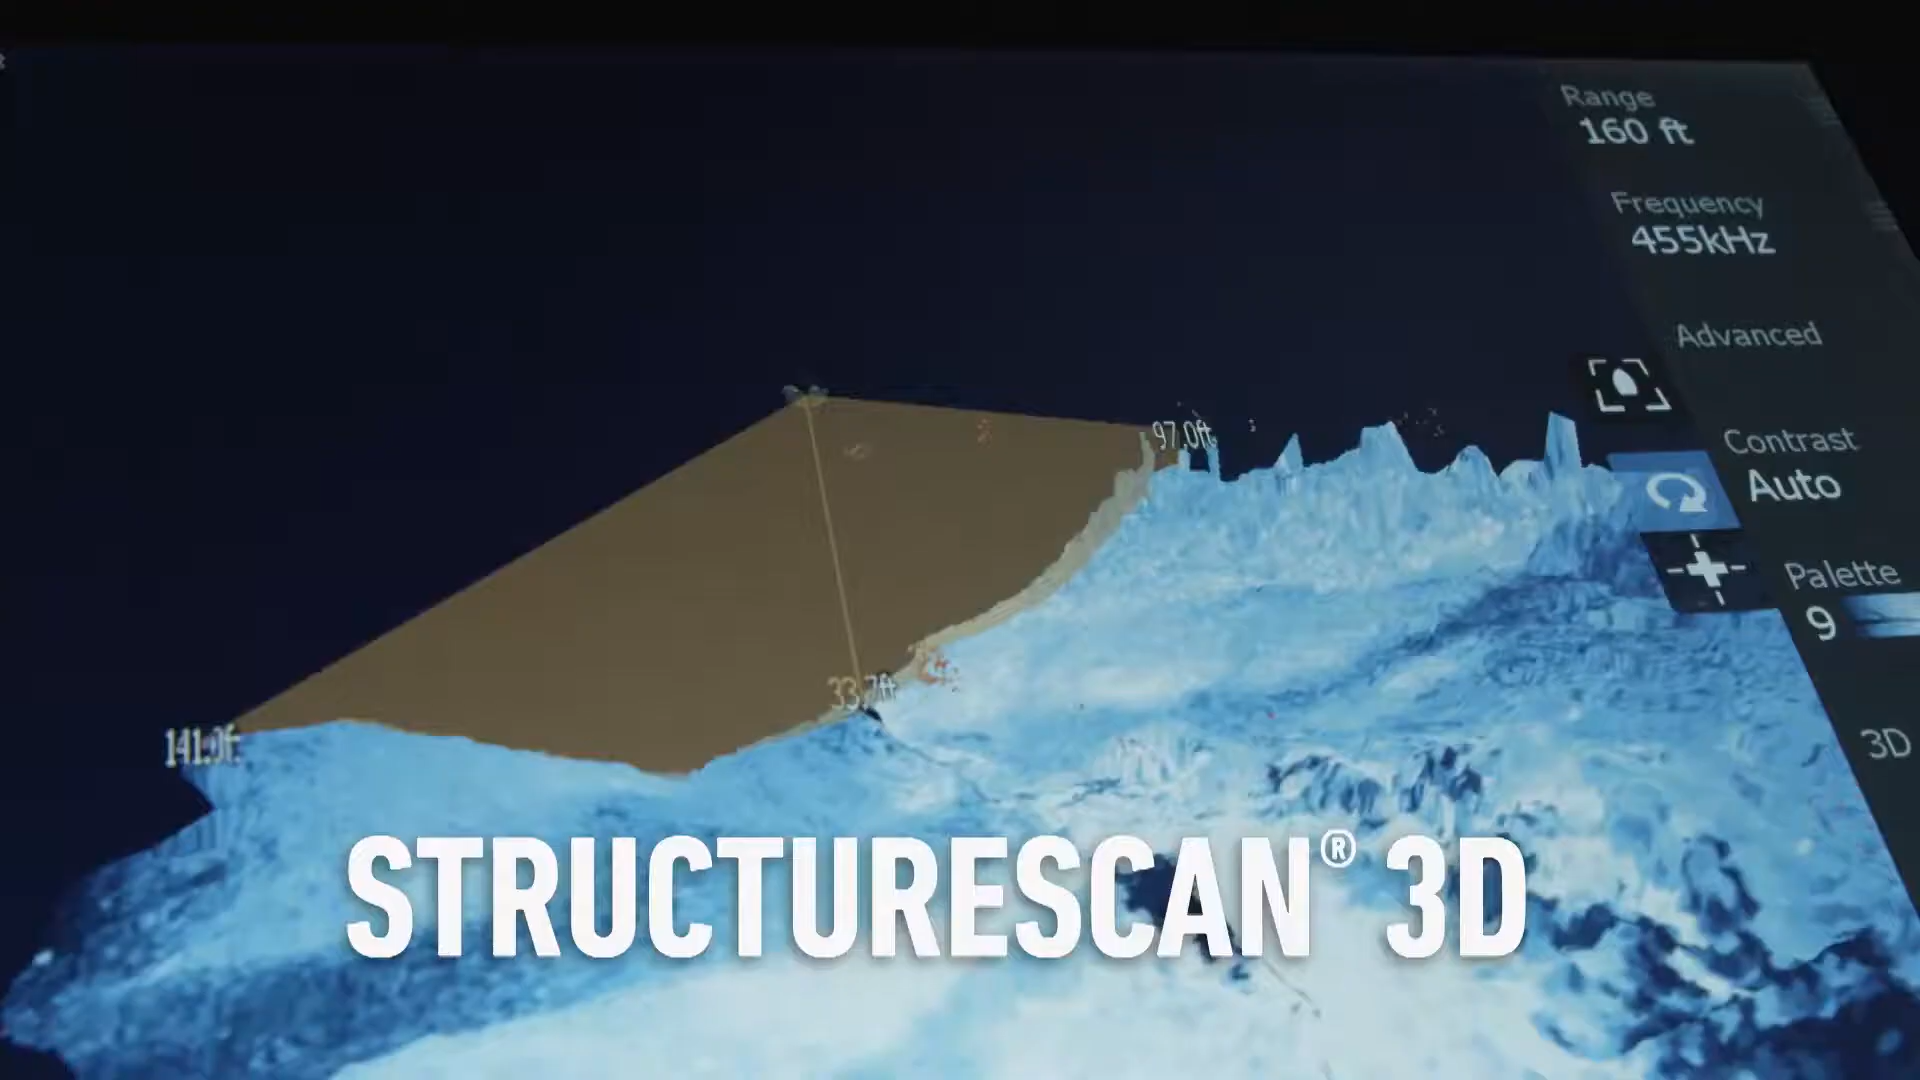 Range
160 ft
Frequency
455kHz
Advanced
97.0ft
Contrast
Auto
Palette
9
33.7ft
141.0ft
3D
STRUCTURESCAN® 3D